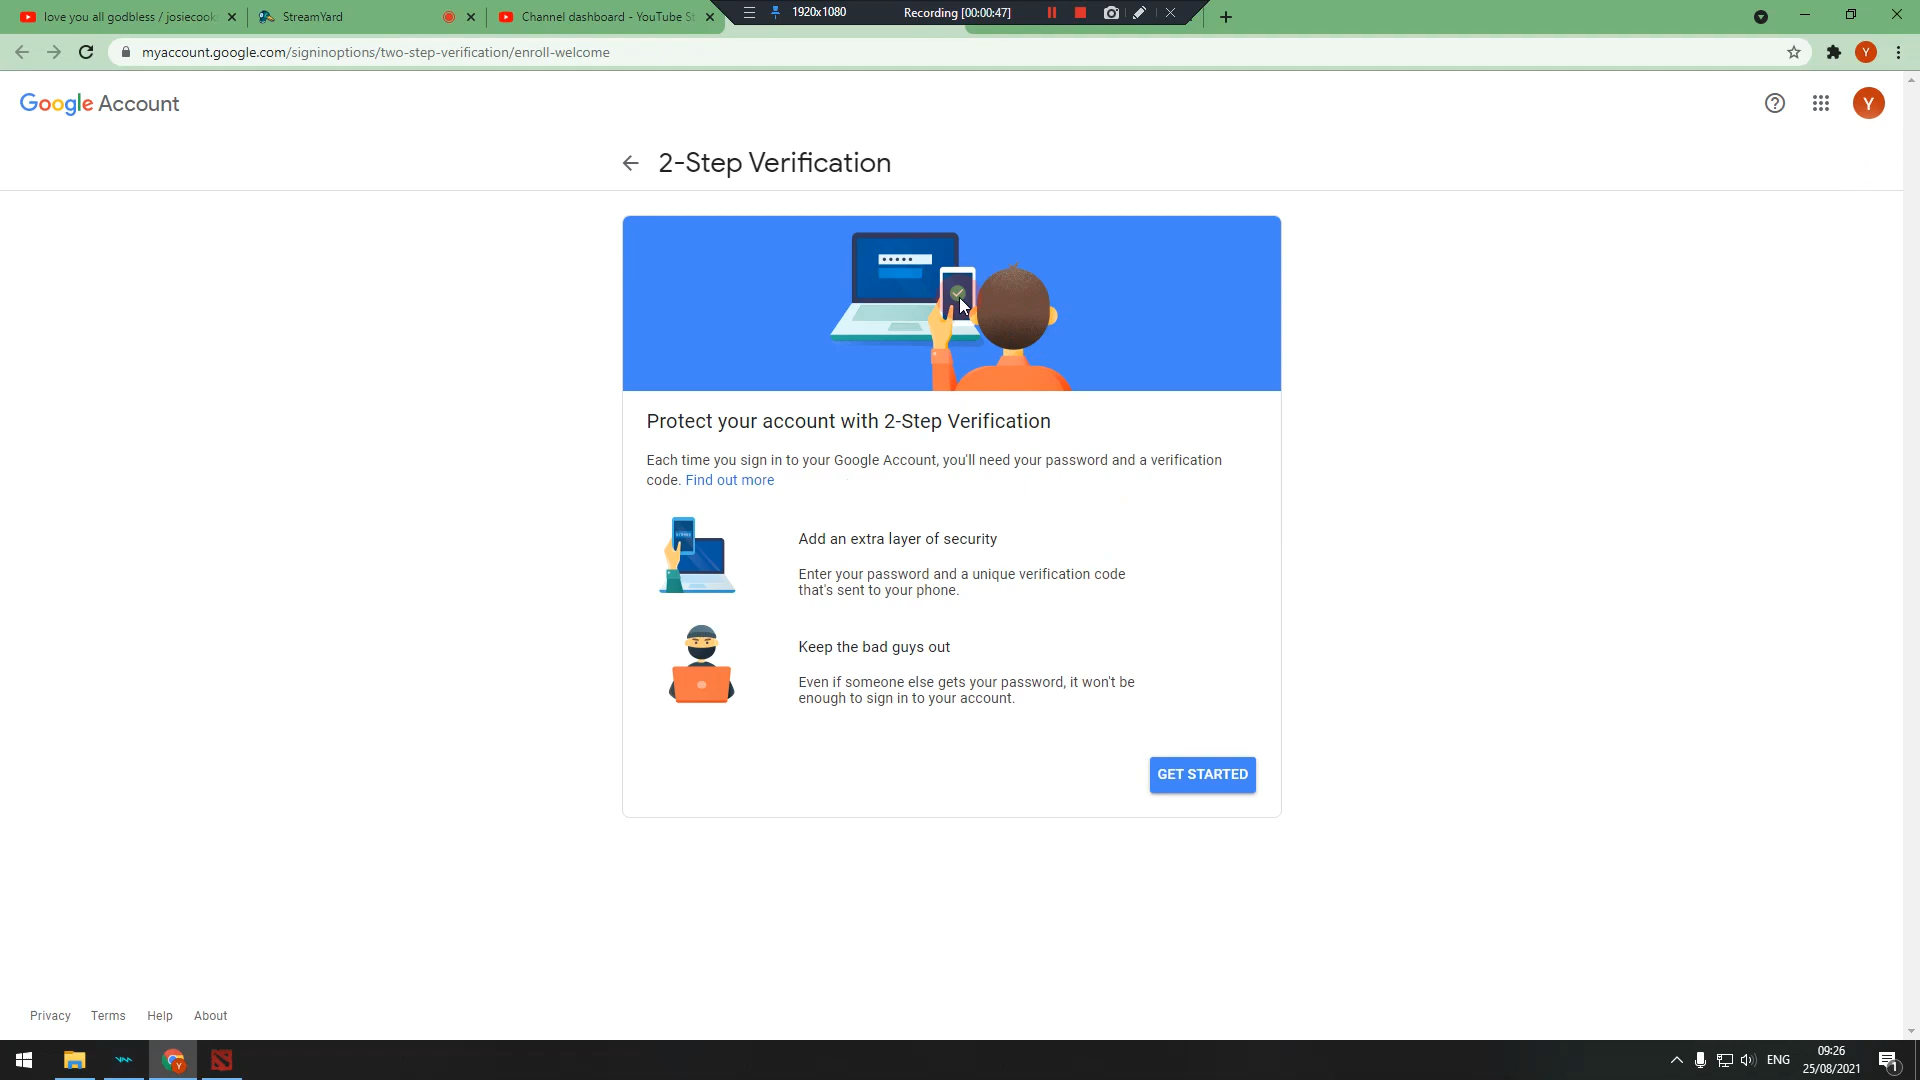 love you all godbless / josiecook
StreamYard
Channel dashboard - YouTube St
1920x1080
Recording [00:00:47]
myaccount.google.com/signinoptions/two-step-verification/enroll-welcome
Y
Google Account
Y
2-Step Verification
Protect your account with 2-Step Verification
Each time you sign in to your Google Account, you'll need your password and a verification
code. Find out more
Add an extra layer of security
Enter your password and a unique verification code
that's sent to your phone.
Keep the bad guys out
Even if someone else gets your password, it won't be
enough to sign in to your account.
GET STARTED
Privacy Terms Help About
ENG
09:26
25/08/2021
1